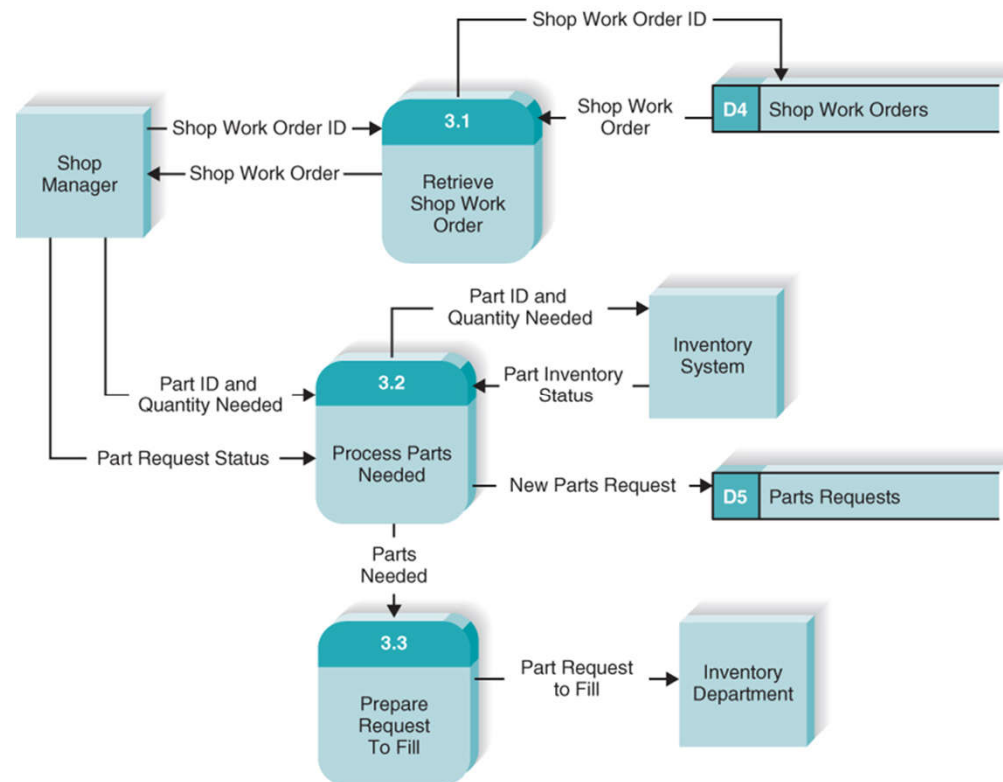 Shop Work Order ID
Shop Work Order ID
Shop
Manager
Shop Work Order
3.1
Retrieve
Shop Work
Order
Shop Work
Order
D4
Shop Work Orders
Part ID and
Quantity Needed
Inventory
System
Part Inventory
Status
Part ID and
Quantity Needed
Part Request Status
3.2
Process Parts
Needed
New Parts Request
D5
Parts Requests
Parts
Needed
3.3
Prepare
Request
To Fill
Part Request
to Fill
Inventory
Department